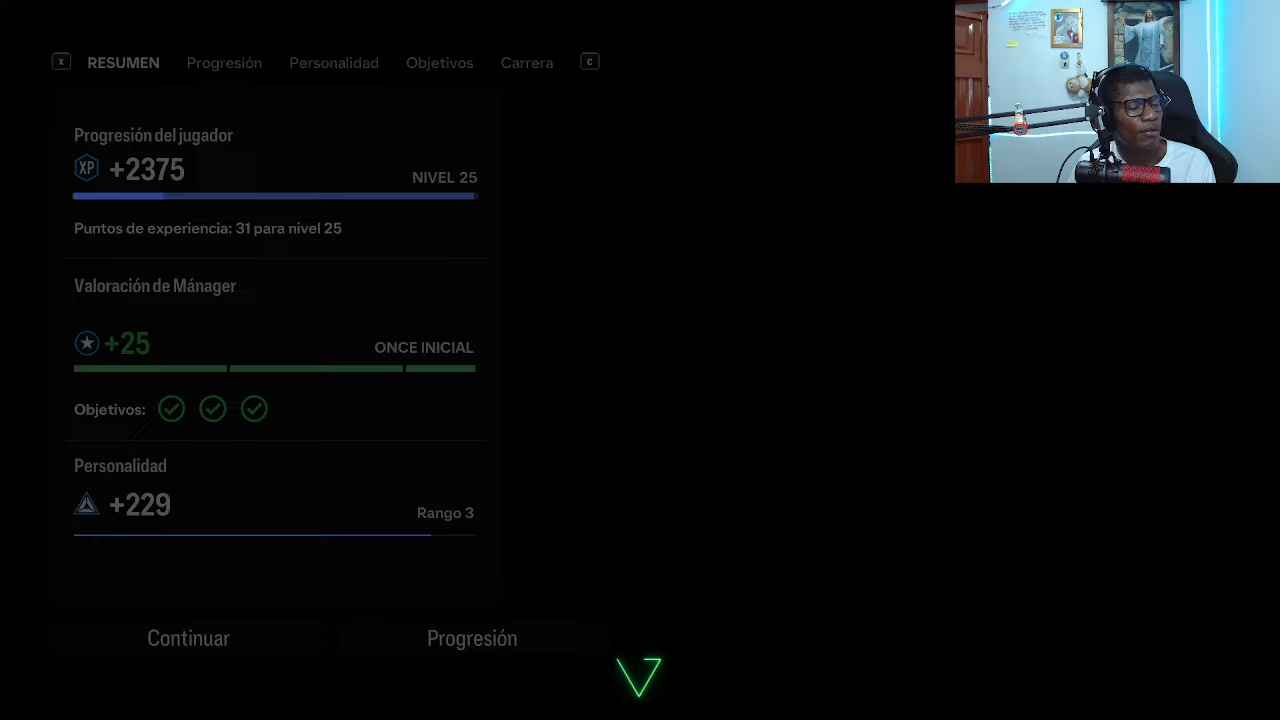 X RESUMEN Progresión Personalidad Objetivos Carrera C
Progresión del jugador
XP +2375
NIVEL 25
Puntos de experiencia: 31 para nivel 25
Valoración de Mánager
+25
ONCE INICIAL
Objetivos:
Personalidad
+229
Rango 3
Continuar Progresión